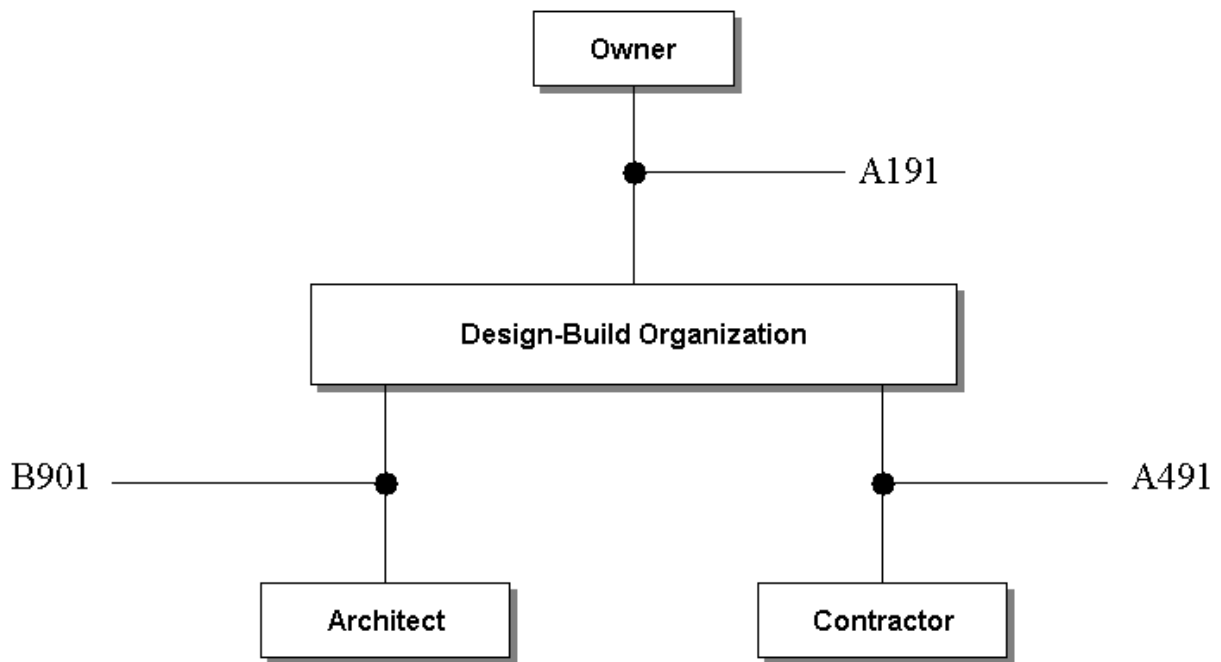 Owner
A191
Design-Build Organization
B901
A491
Architect
Contractor